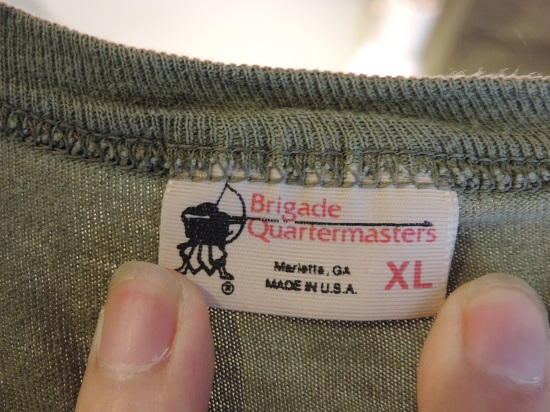 Brigade
Quartermasters
Marietta, GA
MADE IN U.S.A.
XL
®